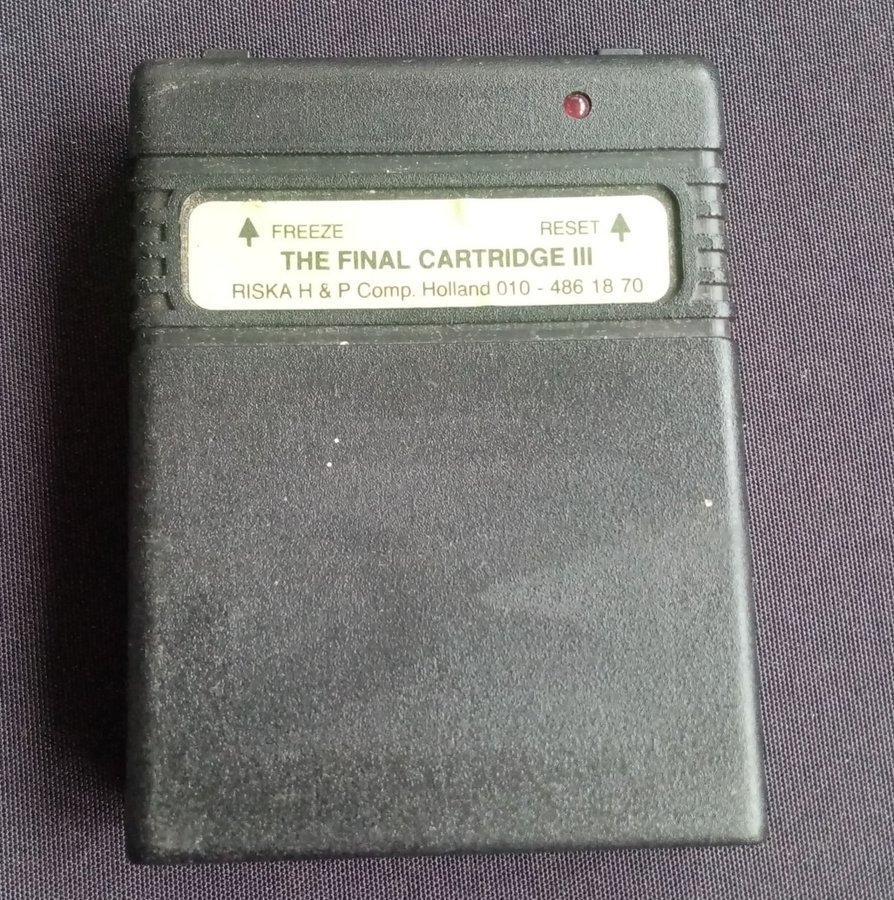 FREEZE RESET
THE FINAL CARTRIDGE III
RISKA H & P Comp. Holland 010 - 486 18 70